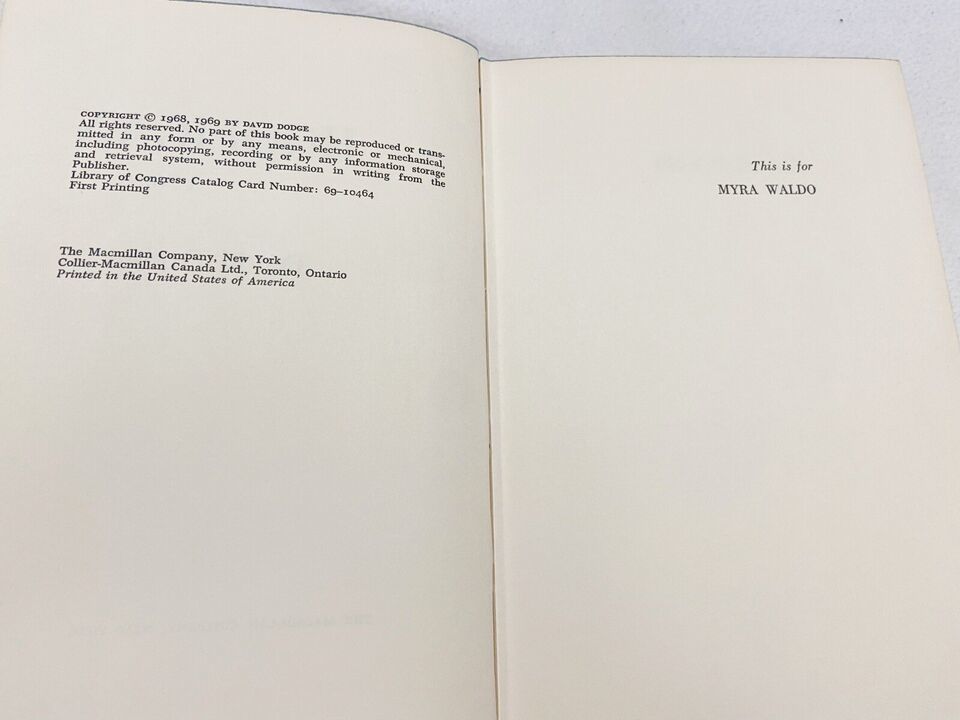 COPYRIGHT © 1968, 1969 BY DAVID DODGE
All rights reserved. No part of this book may be reproduced or trans-
mitted in any form or by any means, electronic or mechanical,
including photocopying, recording or by any information storage
and retrieval system, without permission in writing from the
Publisher.
Library of Congress Catalog Card Number: 69–10464
First Printing
The Macmillan Company, New York
Collier-Macmillan Canada Ltd., Toronto, Ontario
Printed in the United States of America
This is for
MYRA WALDO